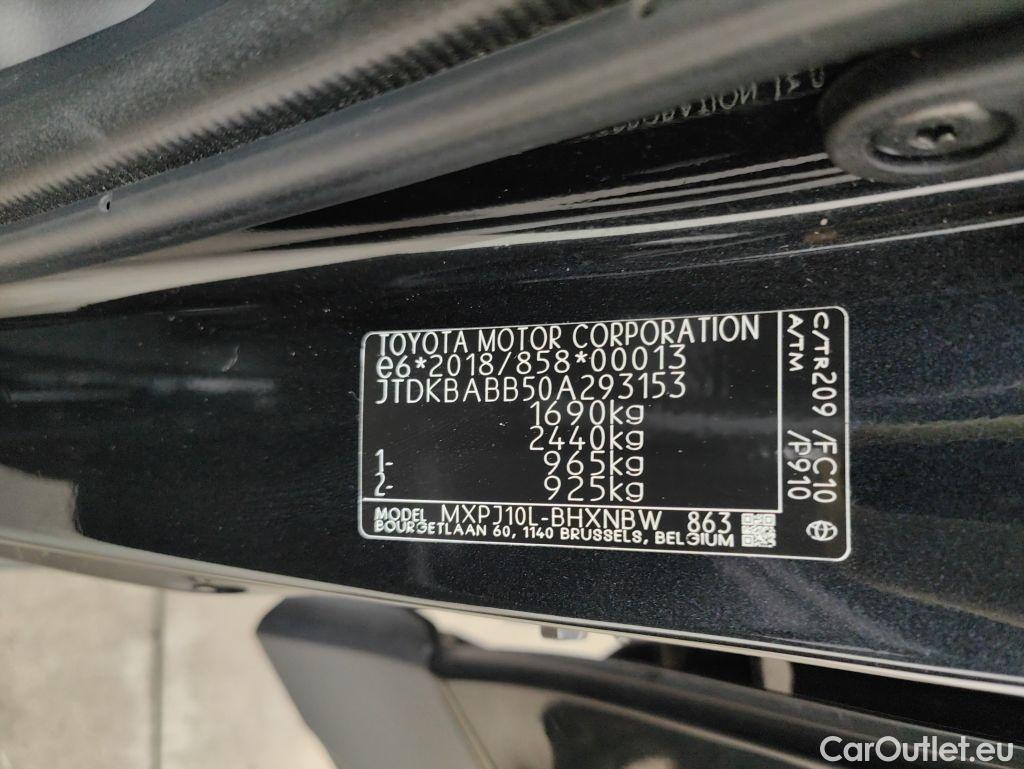 TOYOTA MOTOR CORPORATION
e6*2018/858*00013
JTDKBABB50A293153
1690kg
2440kg
1- 965kg
2- 925kg
MODEL MXPJ10L-BHXNBW 863
BOURGETLAAN 60, 1140 BRUSSELS, BELGIUM
C/TR209 /FC10
A/TM /P910
CarOutlet.eu